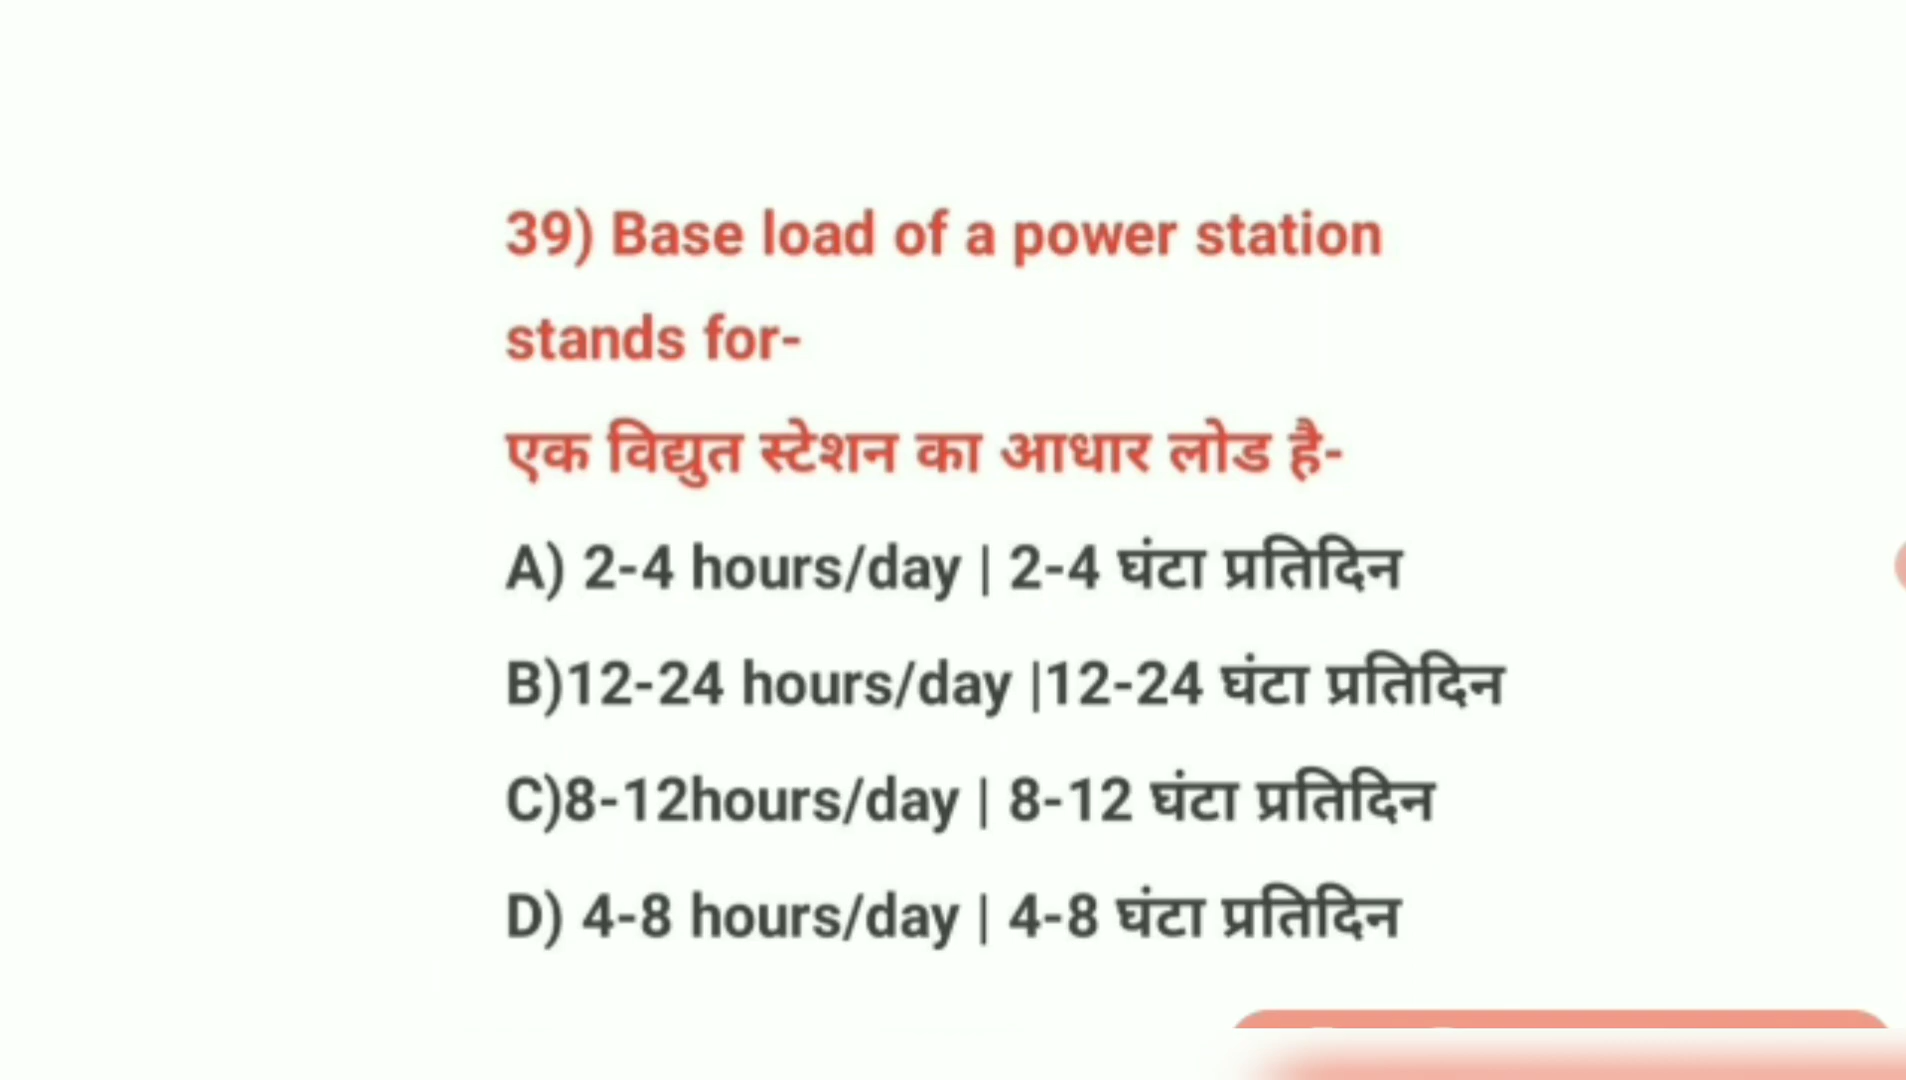 39) Base load of a power station
stands for-
एक विद्युत स्टेशन का आधार लोड है-
A) 2-4 hours/day | 2-4 घंटा प्रतिदिन
B)12-24 hours/day |12-24 घंटा प्रतिदिन
C)8-12hours/day | 8-12 घंटा प्रतिदिन
D) 4-8 hours/day | 4-8 घंटा प्रतिदिन